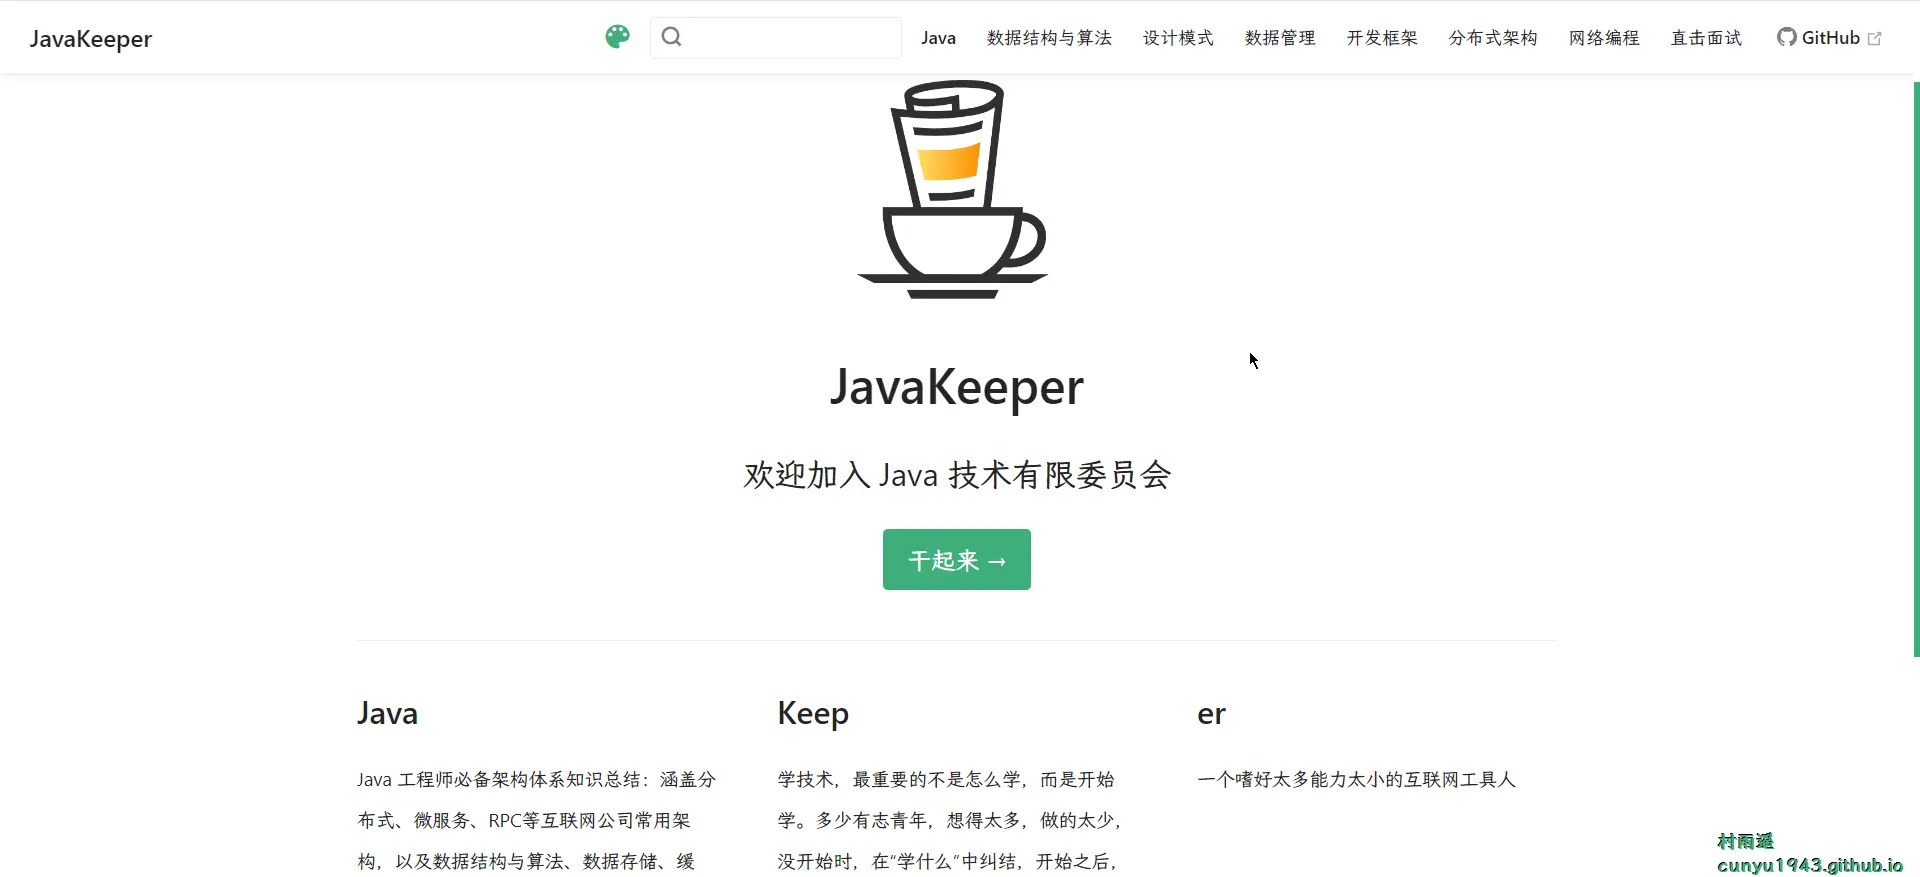 JavaKeeper
Java 数据结构与算法 设计模式 数据管理 开发框架 分布式架构 网络编程 直击面试 GitHub
JavaKeeper
欢迎加入 Java 技术有限委员会
干起来 →
Java
Java 工程师必备架构体系知识总结：涵盖分
布式、微服务、RPC等互联网公司常用架
构，以及数据结构与算法、数据存储、缓
Keep
学技术，最重要的不是怎么学，而是开始
学。多少有志青年，想得太多，做的太少，
没开始时，在“学什么”中纠结，开始之后，
er
一个嗜好太多能力太小的互联网工具人
村雨遥
cunyu1943.github.io